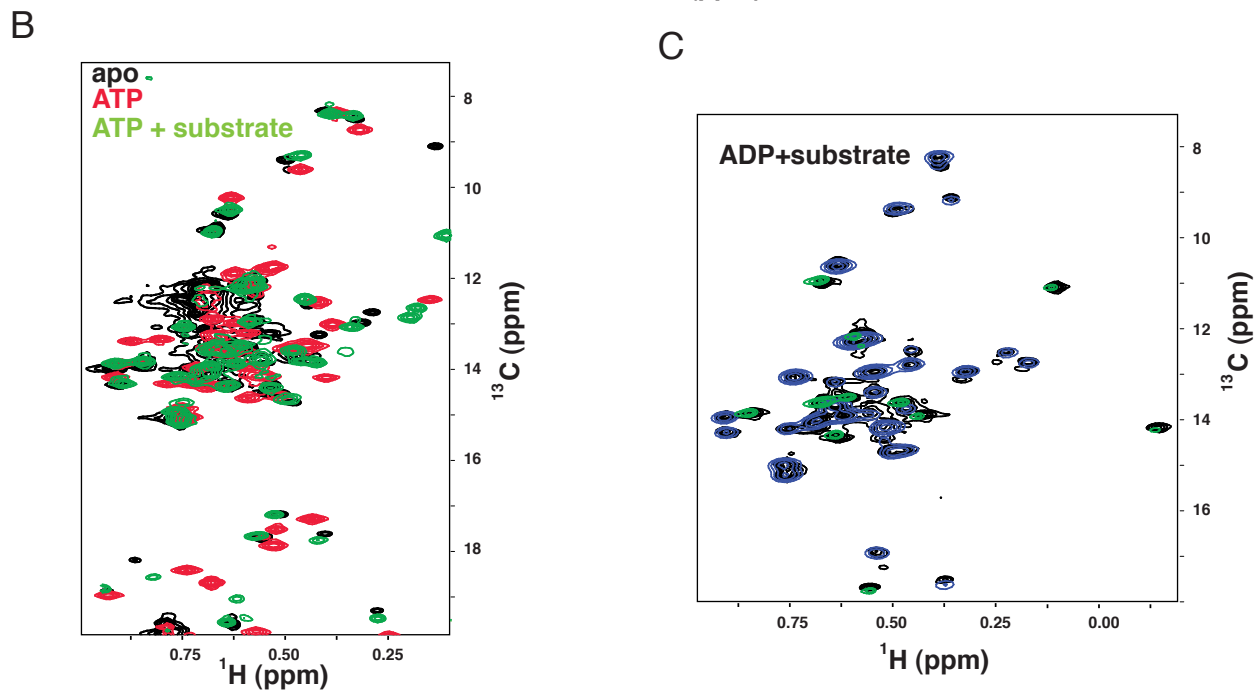 B
apo
ATP
ATP + substrate
8
10
12
14
16
18
0.75
0.50
0.25
¹H (ppm)
¹³C (ppm)
C
ADP+substrate
8
10
12
14
16
0.75
0.50
0.25
0.00
¹H (ppm)
¹³C (ppm)